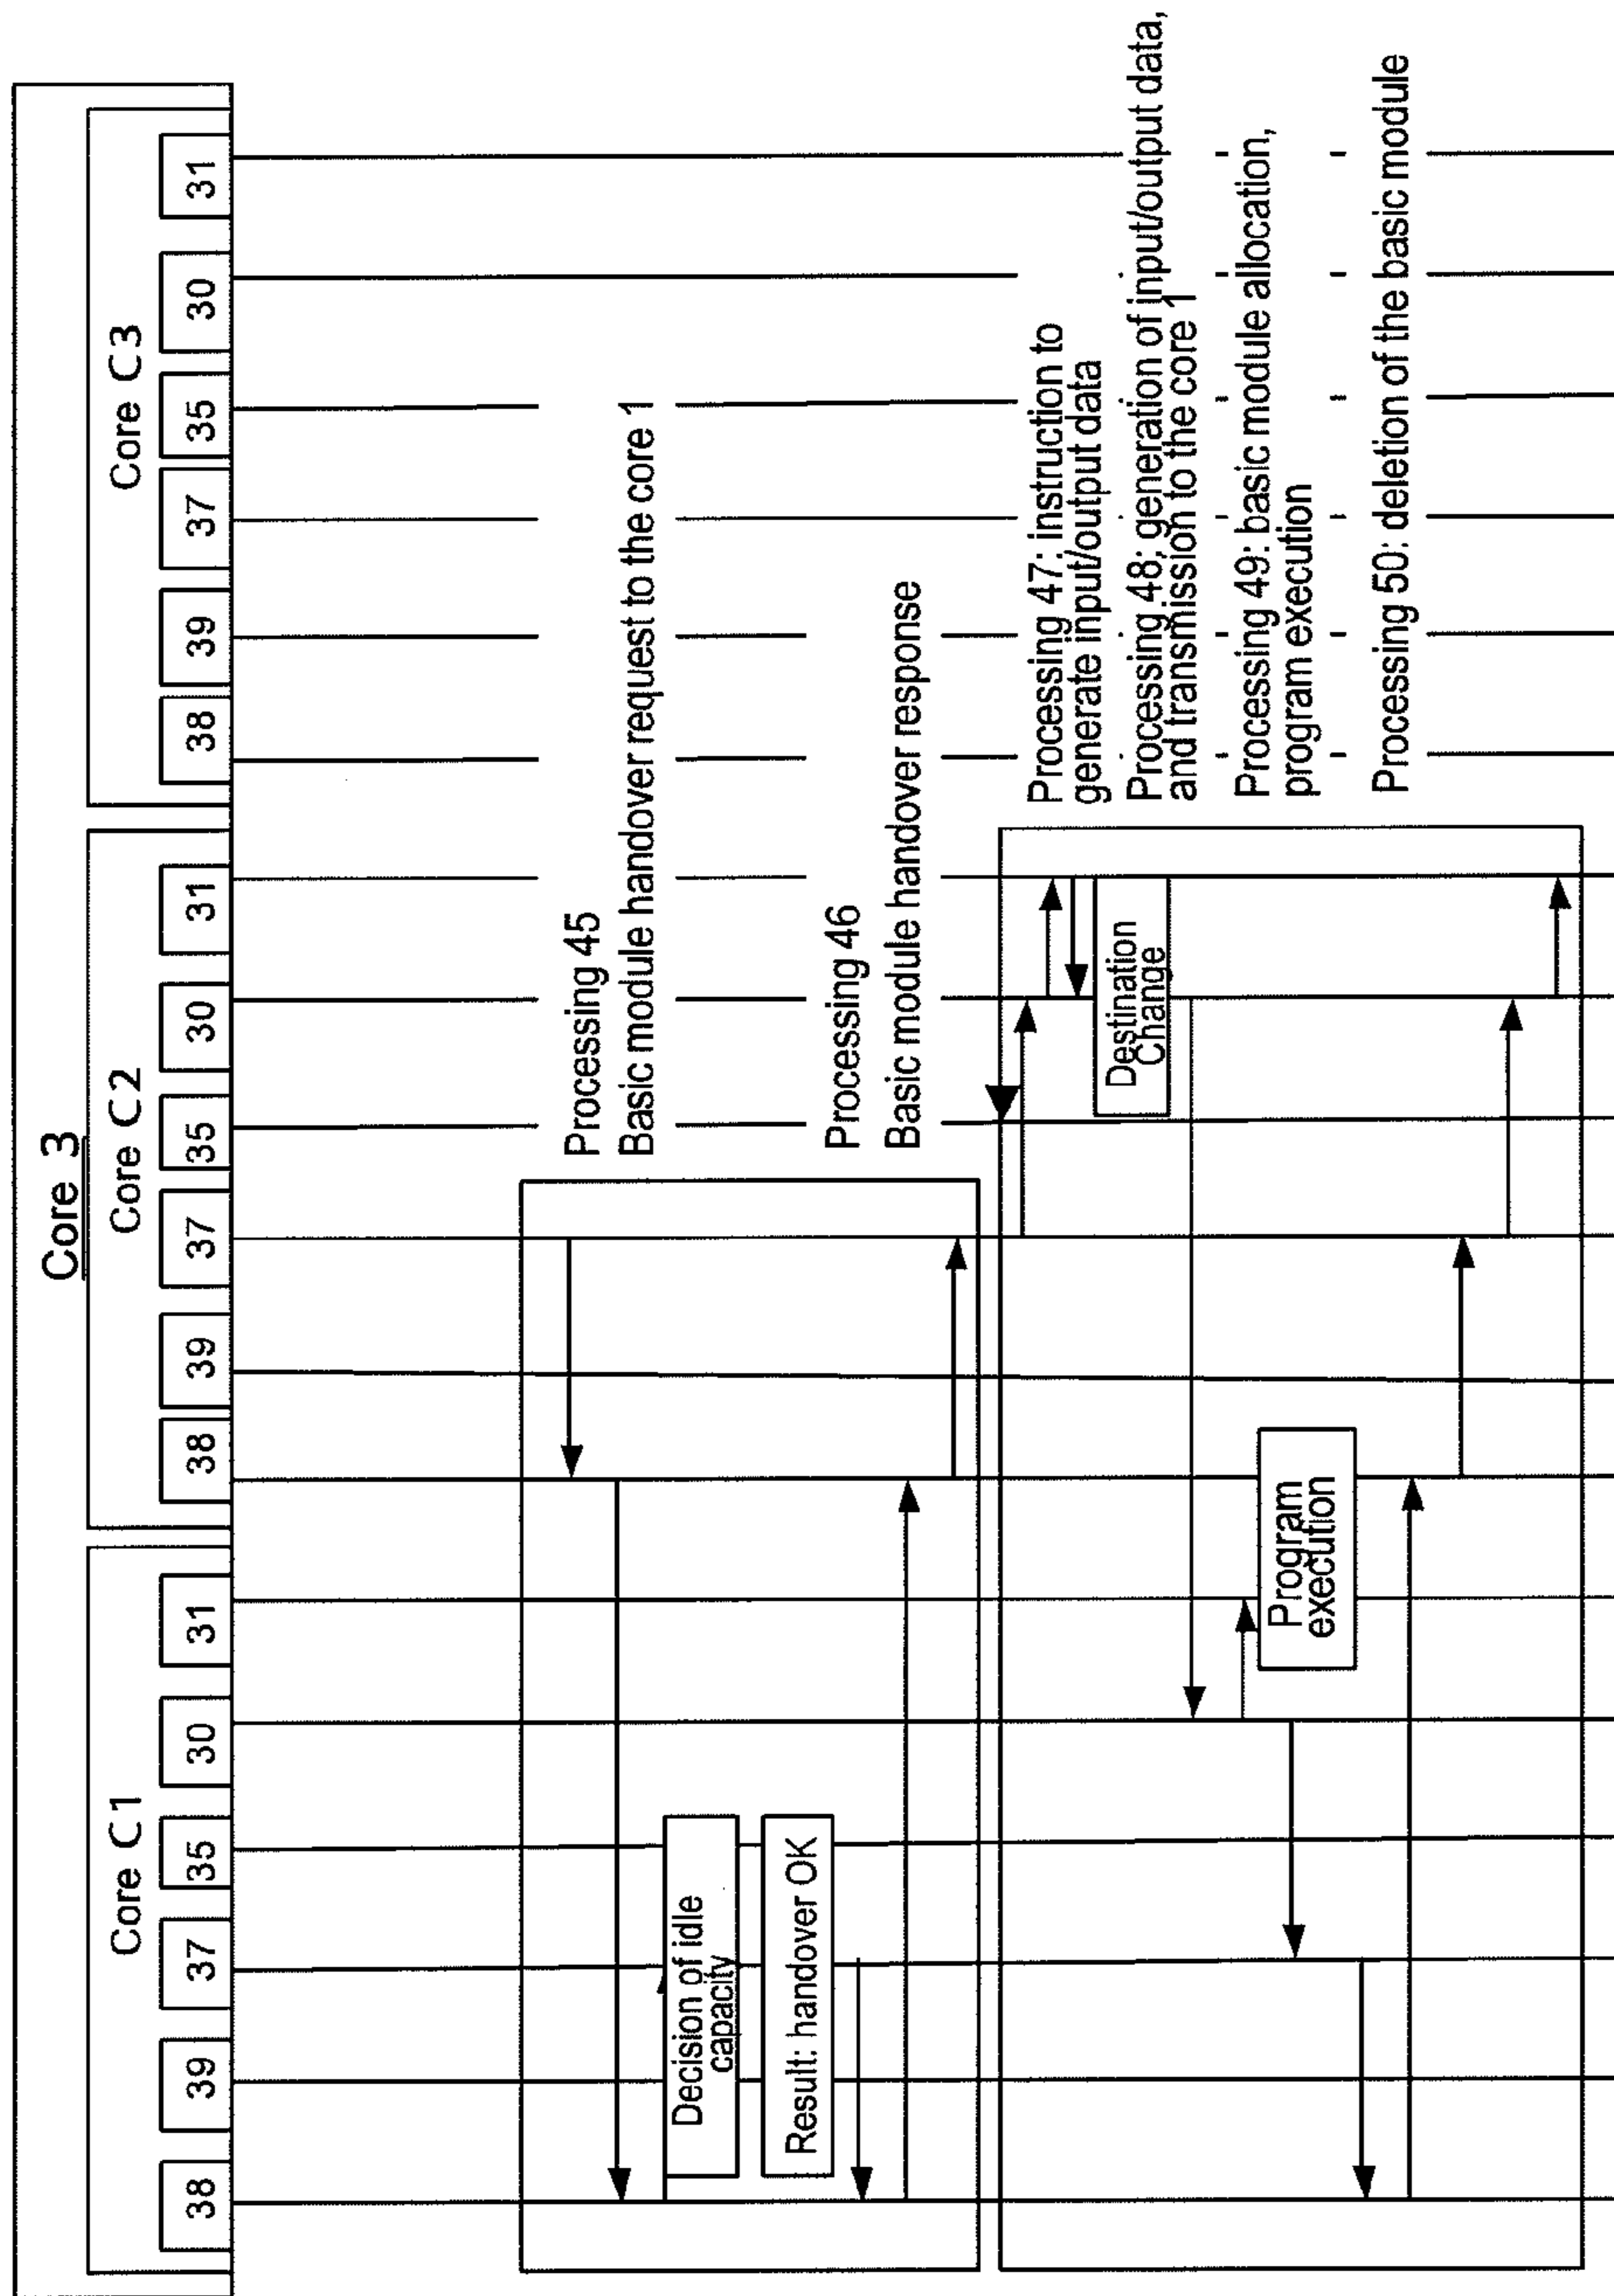 Core 3
Core C1
Core C2
Core C3
38
39
37
35
30
31
38
39
37
35
30
31
38
39
37
35
30
31
Processing 45
Basic module handover request to the core 1
Decision of idle
capacity
Result: handover OK
Processing 46
Basic module handover response
Processing 47: instruction to
generate input/output data
Destination
Change
Processing 48: generation of input/output data,
and transmission to the core 1
Processing 49: basic module allocation,
program execution
Program
execution
Processing 50: deletion of the basic module